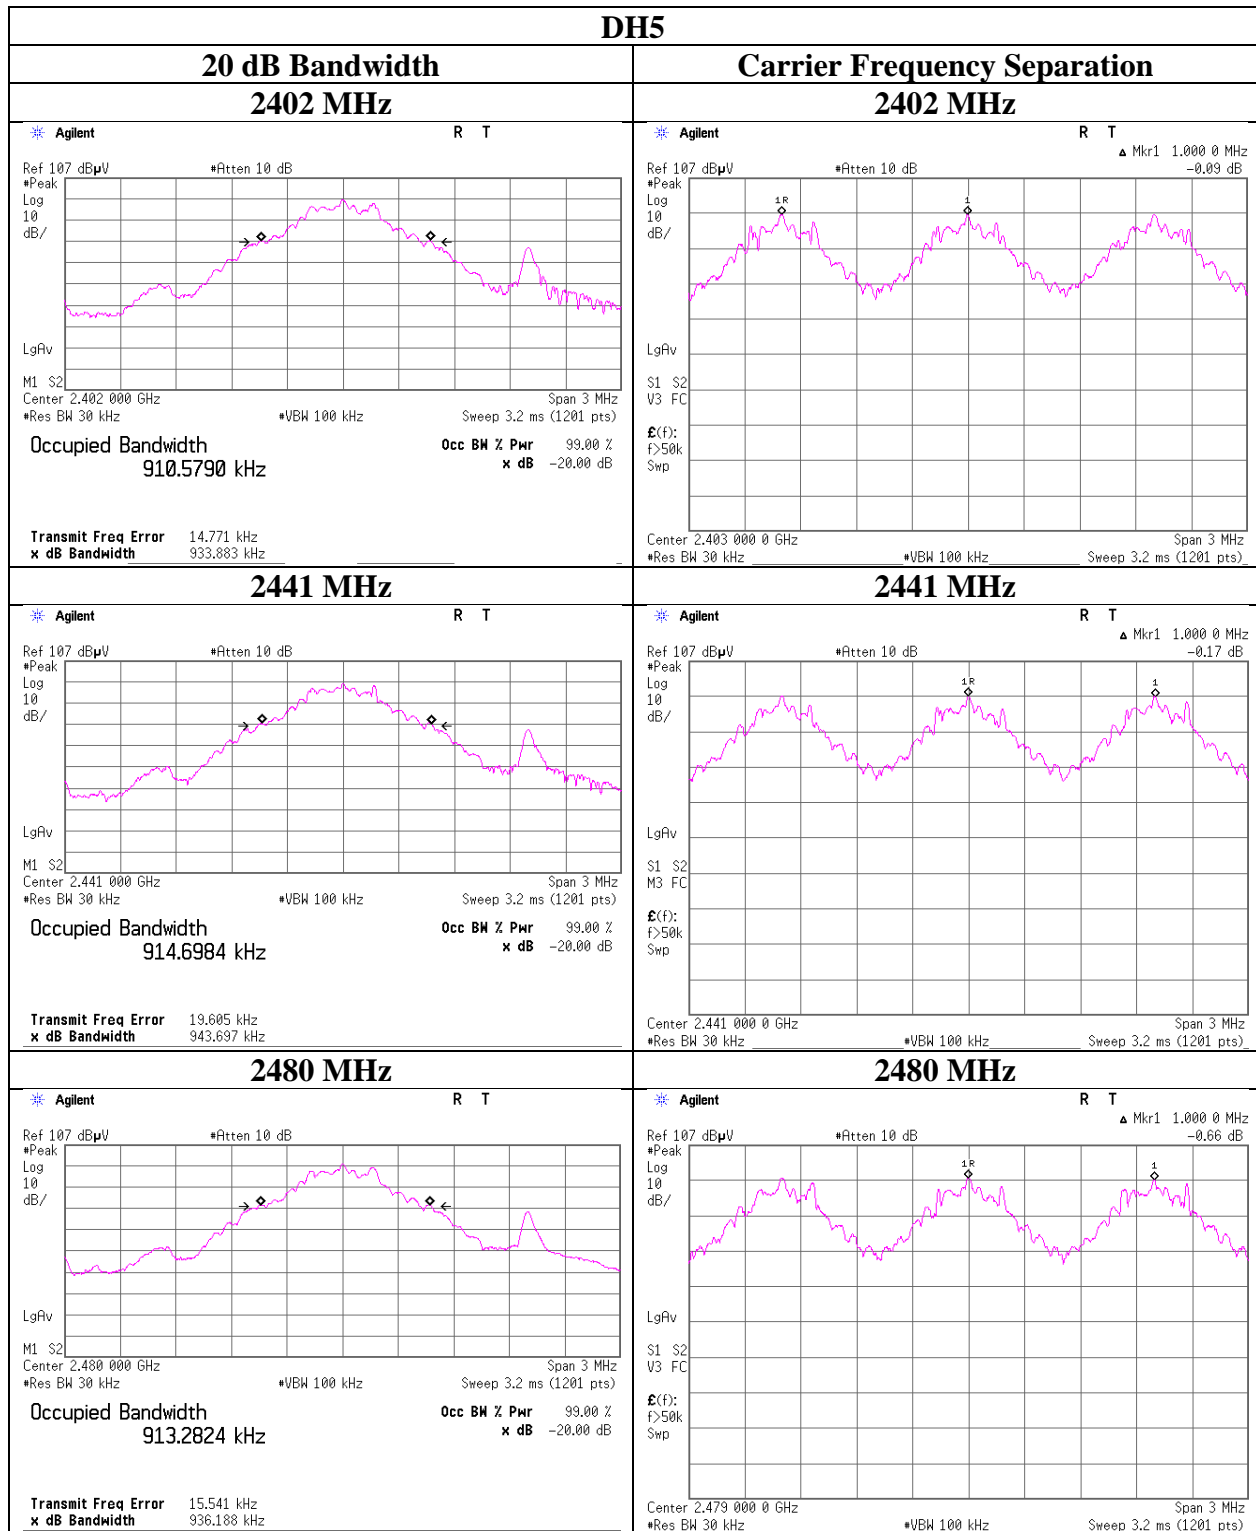 DH5
20 dB Bandwidth
Carrier Frequency Separation
2402 MHz
2402 MHz
Agilent
R T
Ref 107 dBµV
#Atten 10 dB
#Peak
Log
10
dB/
LgAv
M1 S2
Center 2.402 000 GHz
Span 3 MHz
#Res BW 30 kHz
#VBW 100 kHz
Sweep 3.2 ms (1201 pts)
Occupied Bandwidth
910.5790 kHz
Occ BW % Pwr 99.00 %
x dB -20.00 dB
Transmit Freq Error 14.771 kHz
x dB Bandwidth 933.883 kHz
Agilent
R T
Δ Mkr1 1.000 0 MHz
Ref 107 dBµV
#Atten 10 dB
-0.09 dB
#Peak
Log
10
dB/
1R
1
LgAv
S1 S2
V3 FC
£(f):
f>50k
Swp
Center 2.403 000 0 GHz
Span 3 MHz
#Res BW 30 kHz
#VBW 100 kHz
Sweep 3.2 ms (1201 pts)
2441 MHz
2441 MHz
Agilent
R T
Ref 107 dBµV
#Atten 10 dB
#Peak
Log
10
dB/
LgAv
M1 S2
Center 2.441 000 GHz
Span 3 MHz
#Res BW 30 kHz
#VBW 100 kHz
Sweep 3.2 ms (1201 pts)
Occupied Bandwidth
914.6984 kHz
Occ BW % Pwr 99.00 %
x dB -20.00 dB
Transmit Freq Error 19.605 kHz
x dB Bandwidth 943.697 kHz
Agilent
R T
Δ Mkr1 1.000 0 MHz
Ref 107 dBµV
#Atten 10 dB
-0.17 dB
#Peak
Log
10
dB/
1R
1
LgAv
S1 S2
M3 FC
£(f):
f>50k
Swp
Center 2.441 000 0 GHz
Span 3 MHz
#Res BW 30 kHz
#VBW 100 kHz
Sweep 3.2 ms (1201 pts)
2480 MHz
2480 MHz
Agilent
R T
Ref 107 dBµV
#Atten 10 dB
#Peak
Log
10
dB/
LgAv
M1 S2
Center 2.480 000 GHz
Span 3 MHz
#Res BW 30 kHz
#VBW 100 kHz
Sweep 3.2 ms (1201 pts)
Occupied Bandwidth
913.2824 kHz
Occ BW % Pwr 99.00 %
x dB -20.00 dB
Transmit Freq Error 15.541 kHz
x dB Bandwidth 936.188 kHz
Agilent
R T
Δ Mkr1 1.000 0 MHz
Ref 107 dBµV
#Atten 10 dB
-0.66 dB
#Peak
Log
10
dB/
1R
1
LgAv
S1 S2
V3 FC
£(f):
f>50k
Swp
Center 2.479 000 0 GHz
Span 3 MHz
#Res BW 30 kHz
#VBW 100 kHz
Sweep 3.2 ms (1201 pts)